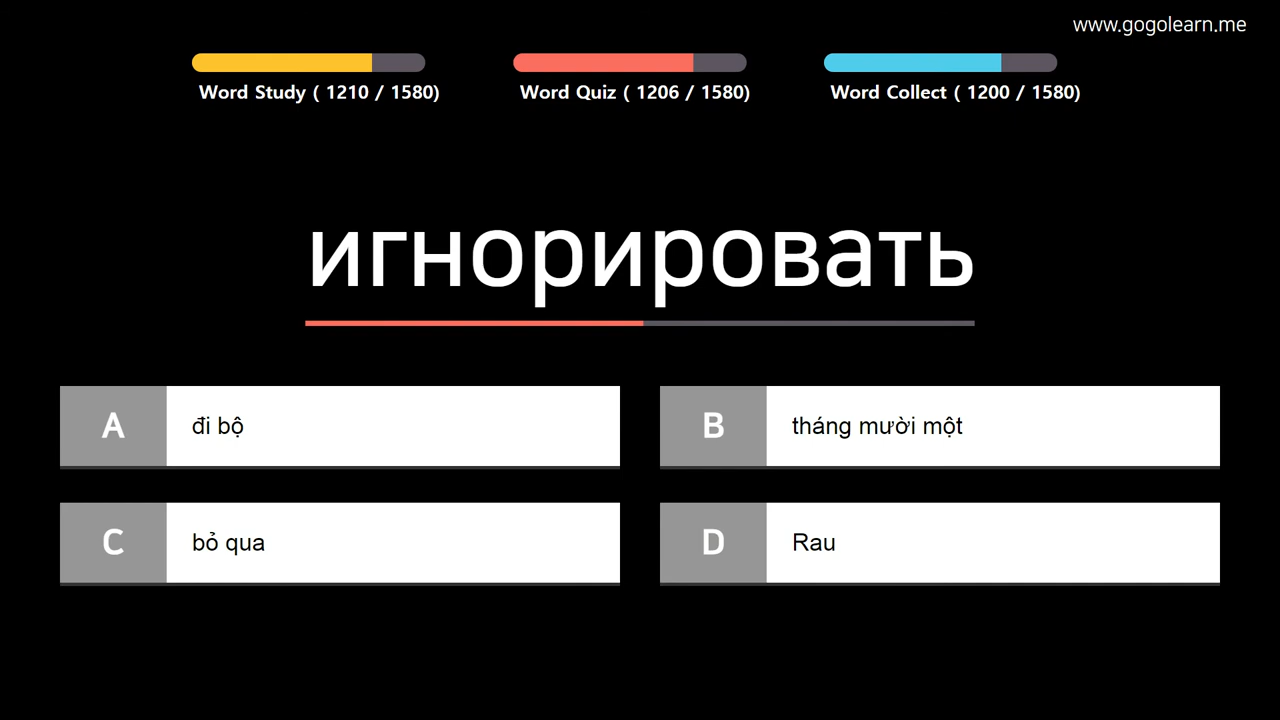 www.gogolearn.me
Word Study ( 1210 / 1580)
Word Quiz ( 1206 / 1580)
Word Collect ( 1200 / 1580)
игнорировать
A đi bộ
B tháng mười một
C bỏ qua
D Rau